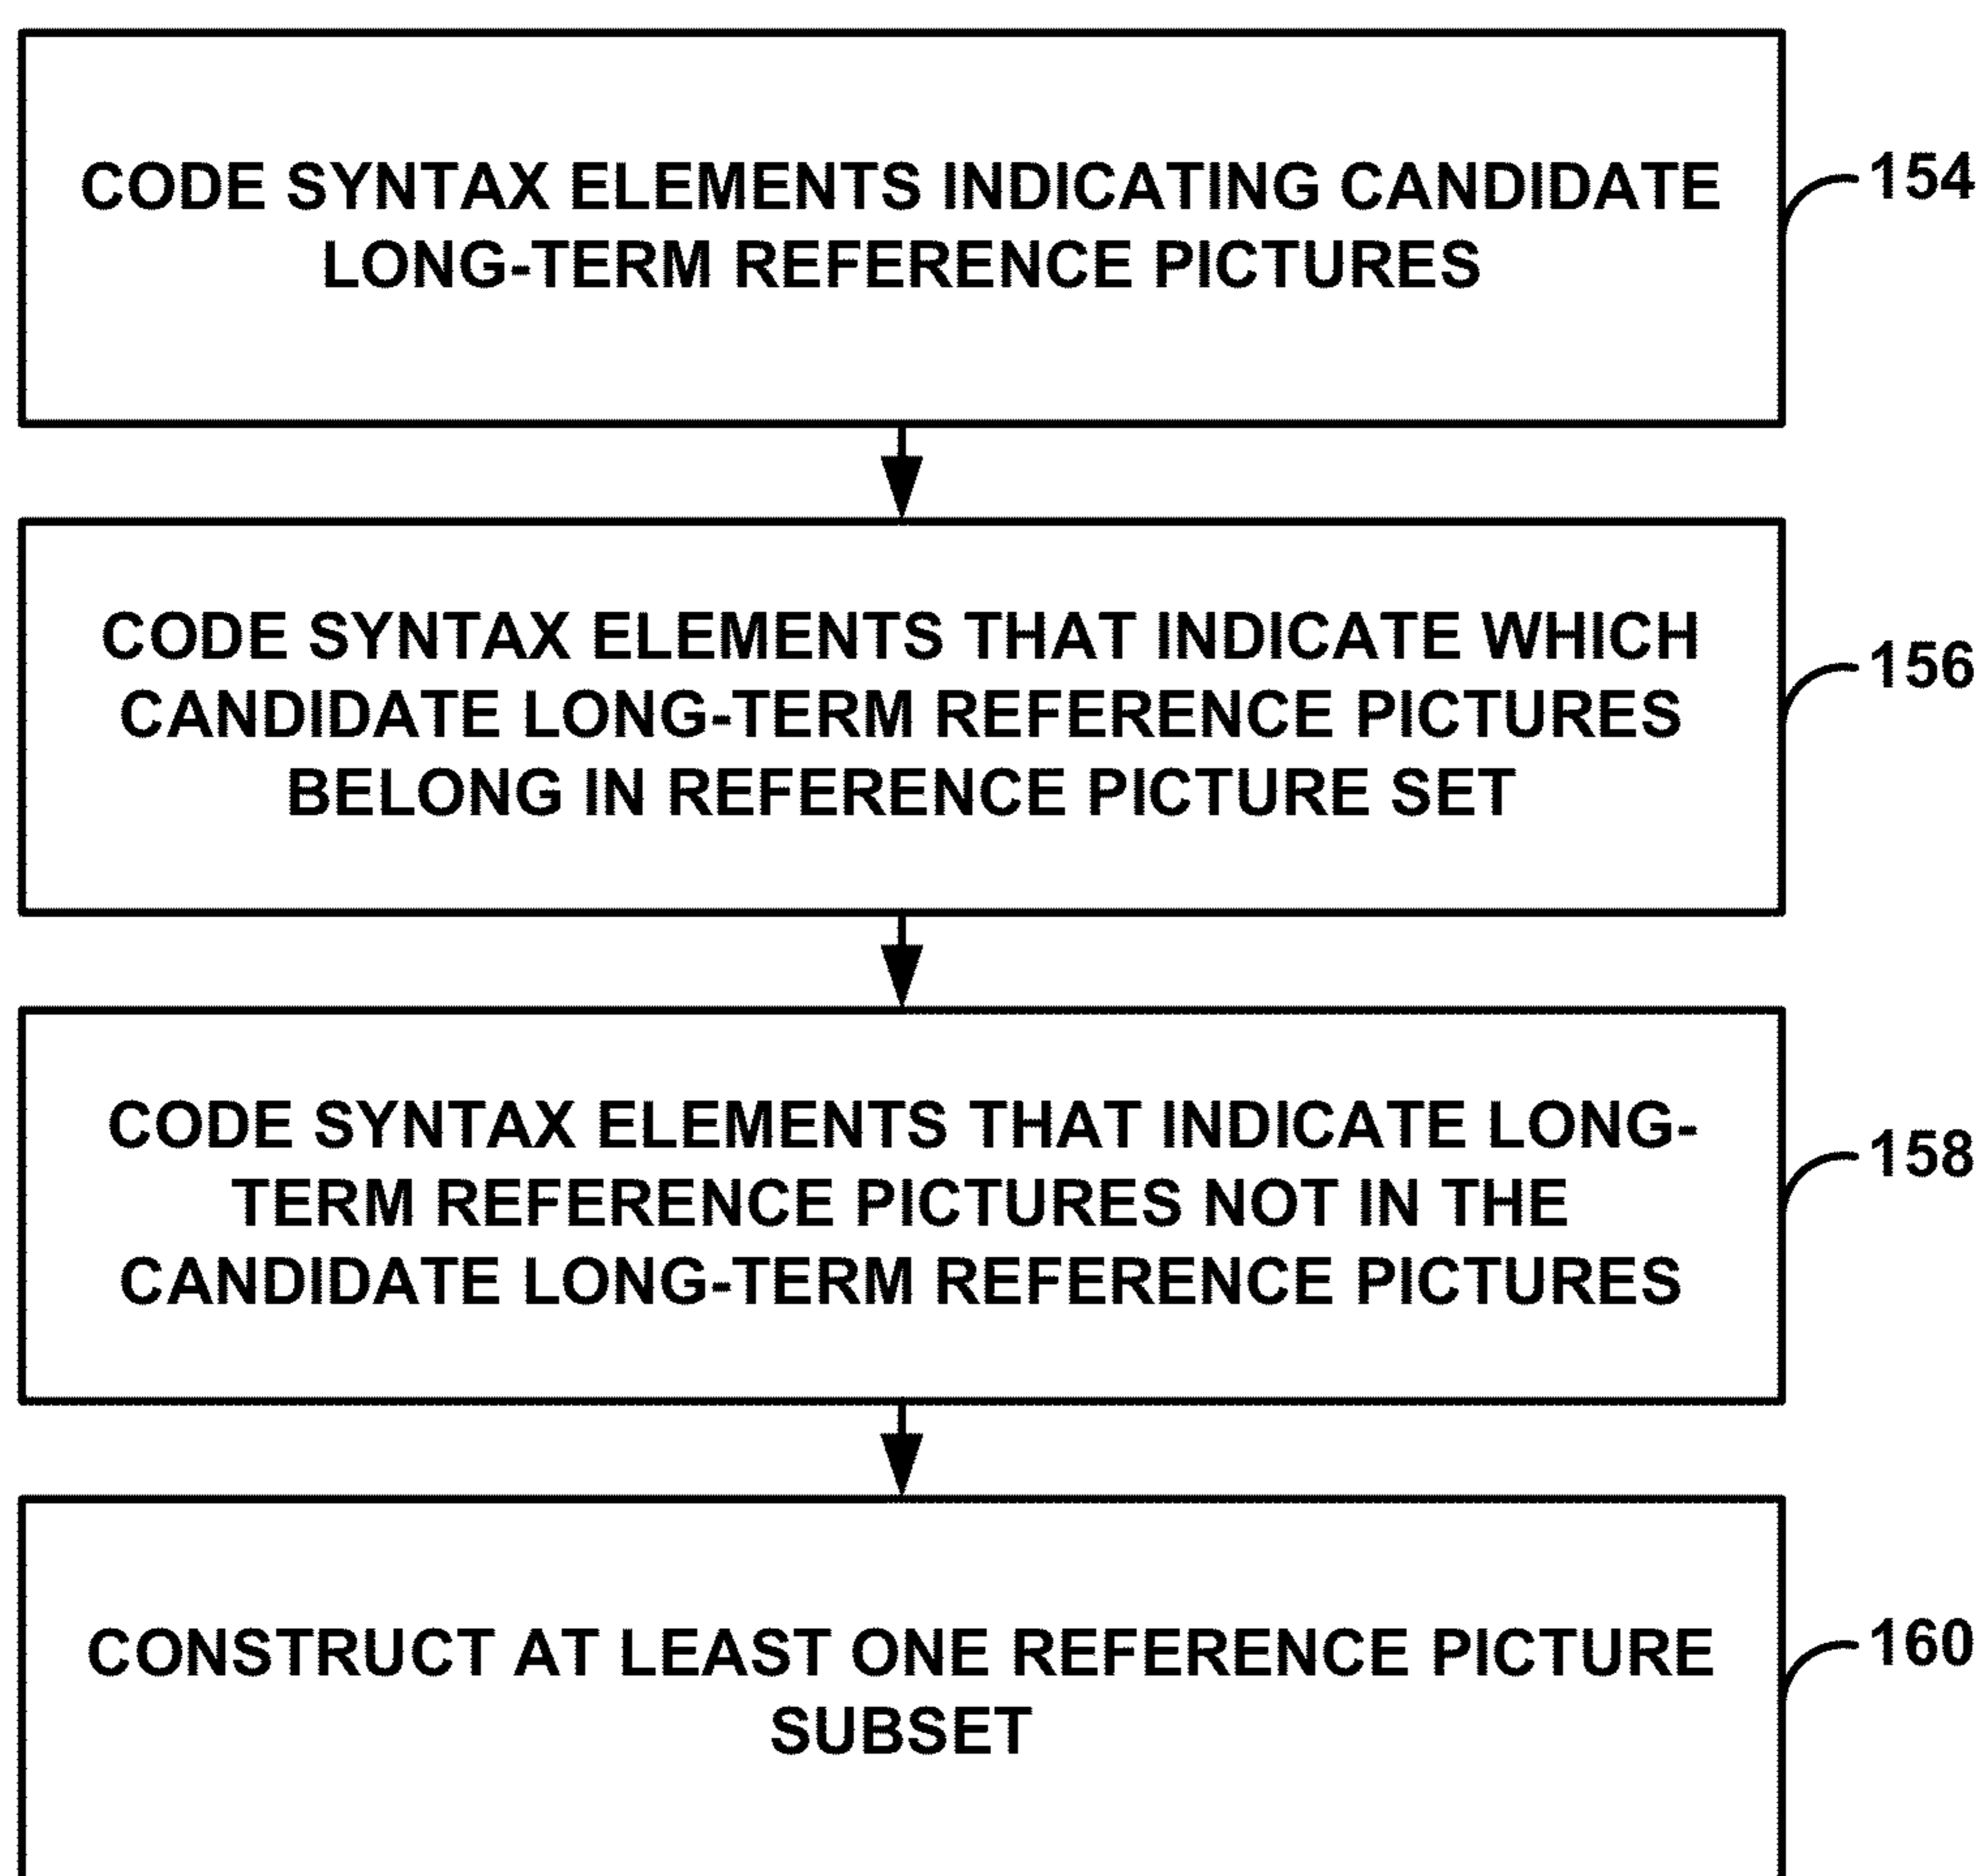 CODE SYNTAX ELEMENTS INDICATING CANDIDATE
LONG-TERM REFERENCE PICTURES
154
CODE SYNTAX ELEMENTS THAT INDICATE WHICH
CANDIDATE LONG-TERM REFERENCE PICTURES
BELONG IN REFERENCE PICTURE SET
156
CODE SYNTAX ELEMENTS THAT INDICATE LONG-
TERM REFERENCE PICTURES NOT IN THE
CANDIDATE LONG-TERM REFERENCE PICTURES
158
CONSTRUCT AT LEAST ONE REFERENCE PICTURE
SUBSET
160